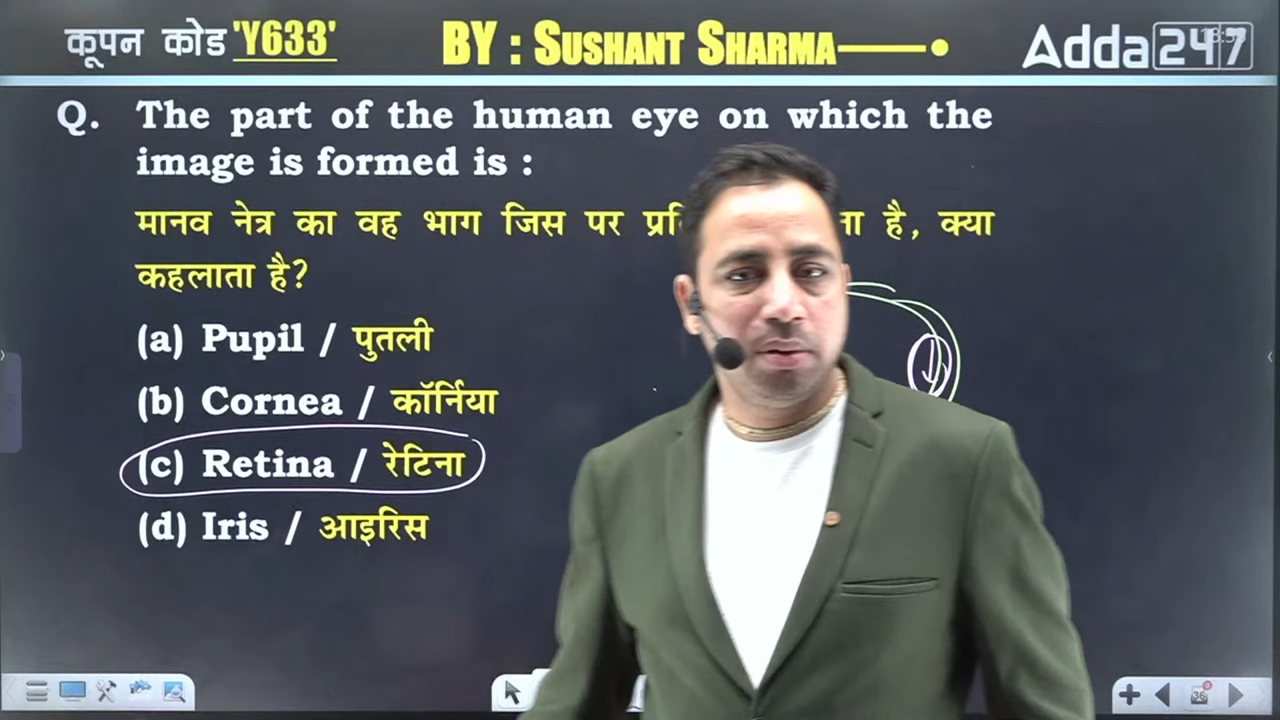 कूपन कोड 'Y633'
BY : SUSHANT SHARMA
Adda247
Q. The part of the human eye on which the
image is formed is :
मानव नेत्र का वह भाग जिस पर है, क्या
कहलाता है?
(a) Pupil / पुतली
(b) Cornea / कॉर्निया
(c) Retina / रेटिना
(d) Iris / आइरिस
36